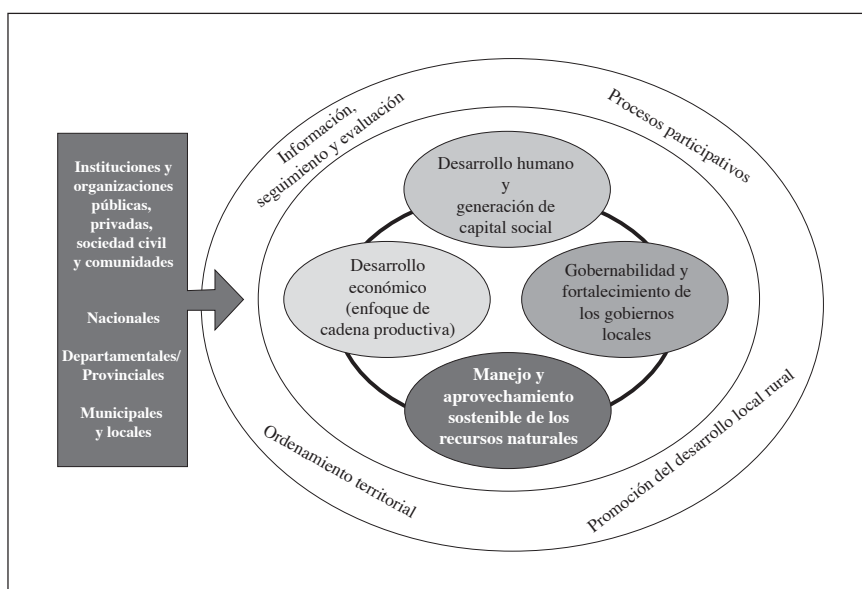 Instituciones y
organizaciones
públicas,
privadas,
sociedad civil
y comunidades
Nacionales
Departamentales/
Provinciales
Municipales
y locales
Información,
seguimiento y evaluación
Procesos participativos
Desarrollo humano
y
generación de
capital social
Desarrollo
económico
(enfoque de
cadena productiva)
Gobernabilidad y
fortalecimiento de
los gobiernos
locales
Manejo y
aprovechamiento
sostenible de los
recursos naturales
Ordenamiento territorial
Promoción del desarrollo local rural